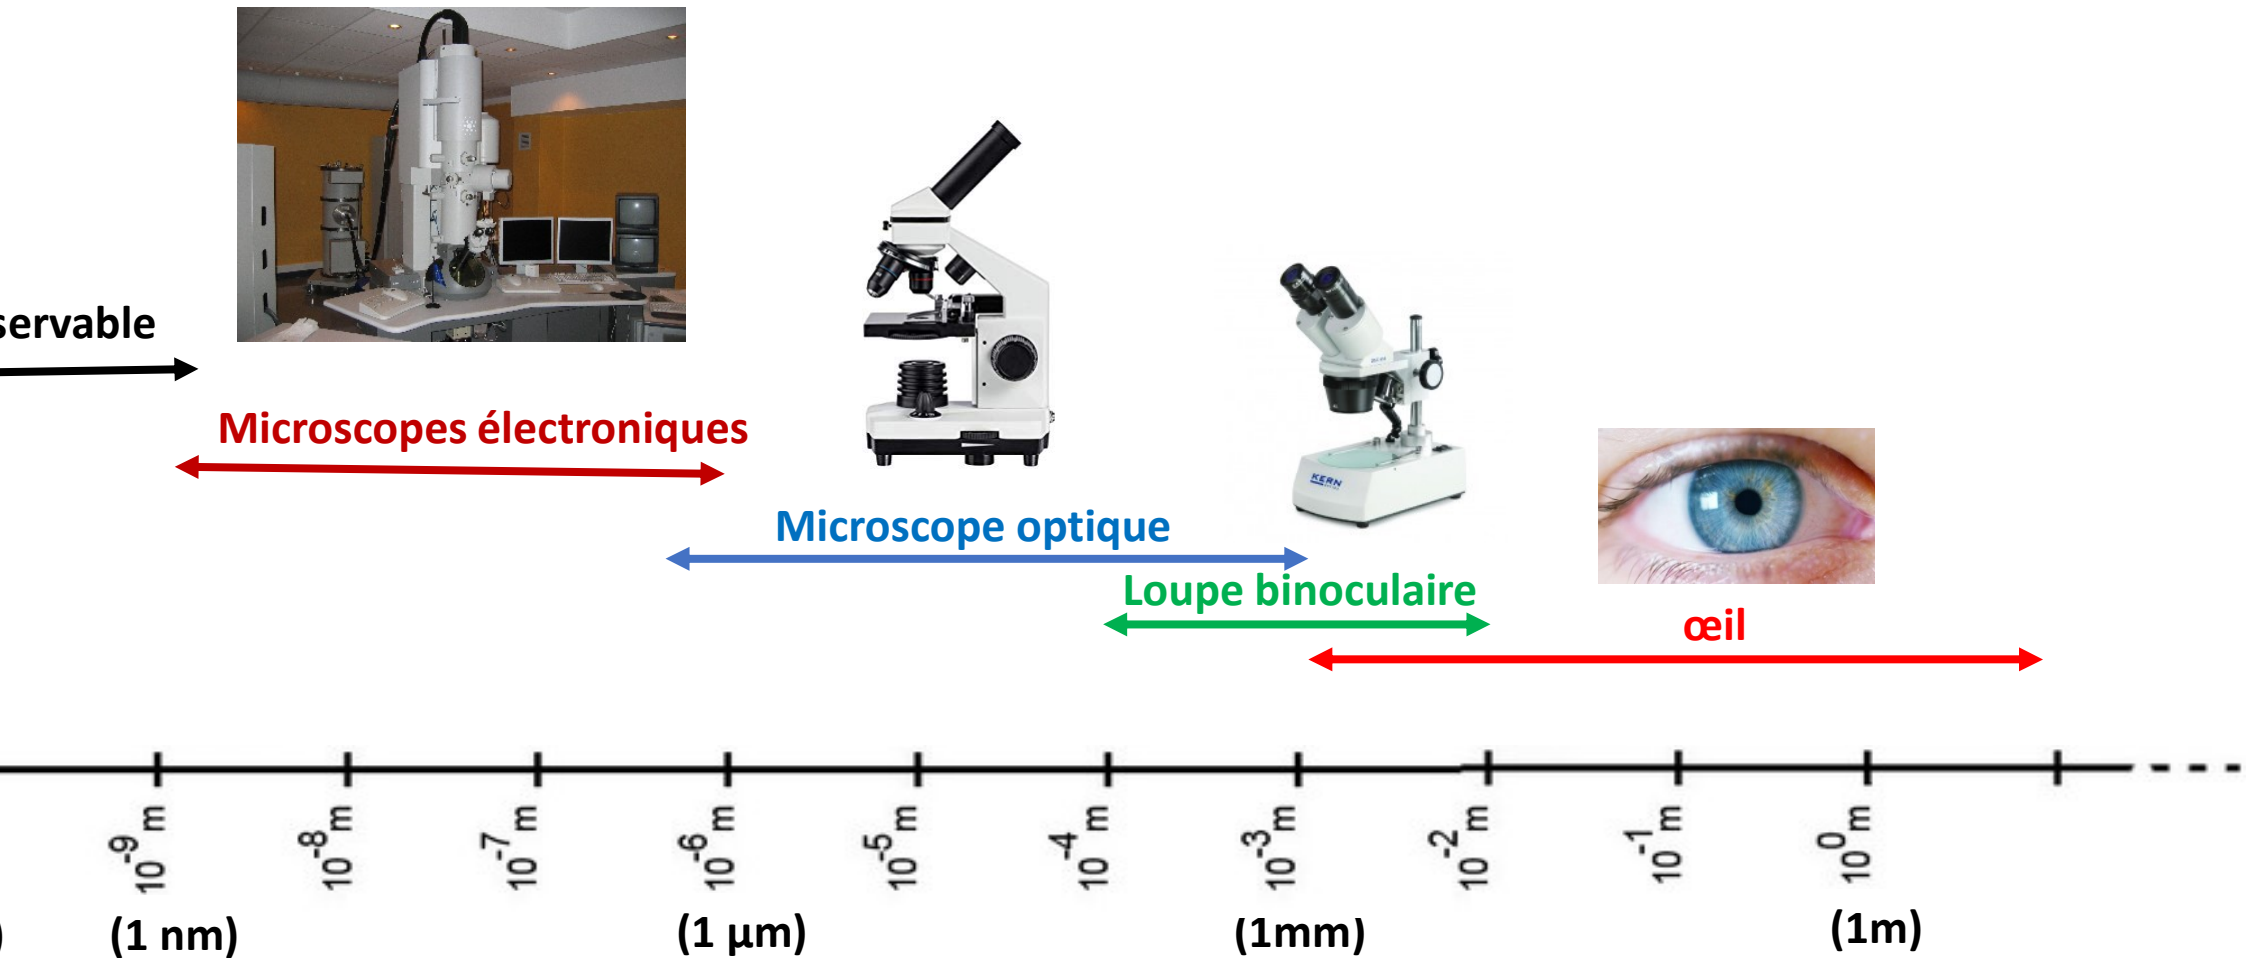 servable
Microscopes électroniques
Microscope optique
KERN
Loupe binoculaire
œil
10⁻⁹ m
10⁻⁸ m
10⁻⁷ m
10⁻⁶ m
10⁻⁵ m
10⁻⁴ m
10⁻³ m
10⁻² m
10⁻¹ m
10⁰ m
)
(1 nm)
(1 μm)
(1mm)
(1m)